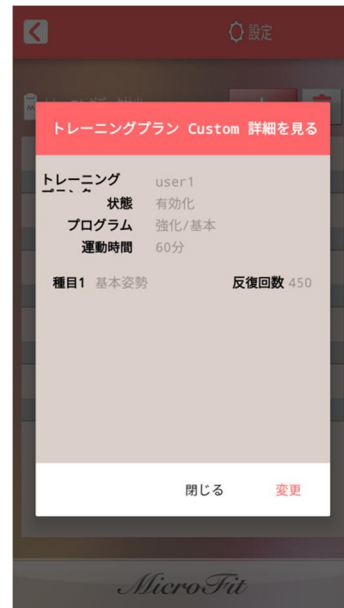 設定
トレーニングプラン Custom 詳細を見る
トレーニング
user1
状態 有効化
プログラム 強化/基本
運動時間 60分
種目1 基本姿勢 反復回数 450
閉じる 変更
MicroFit